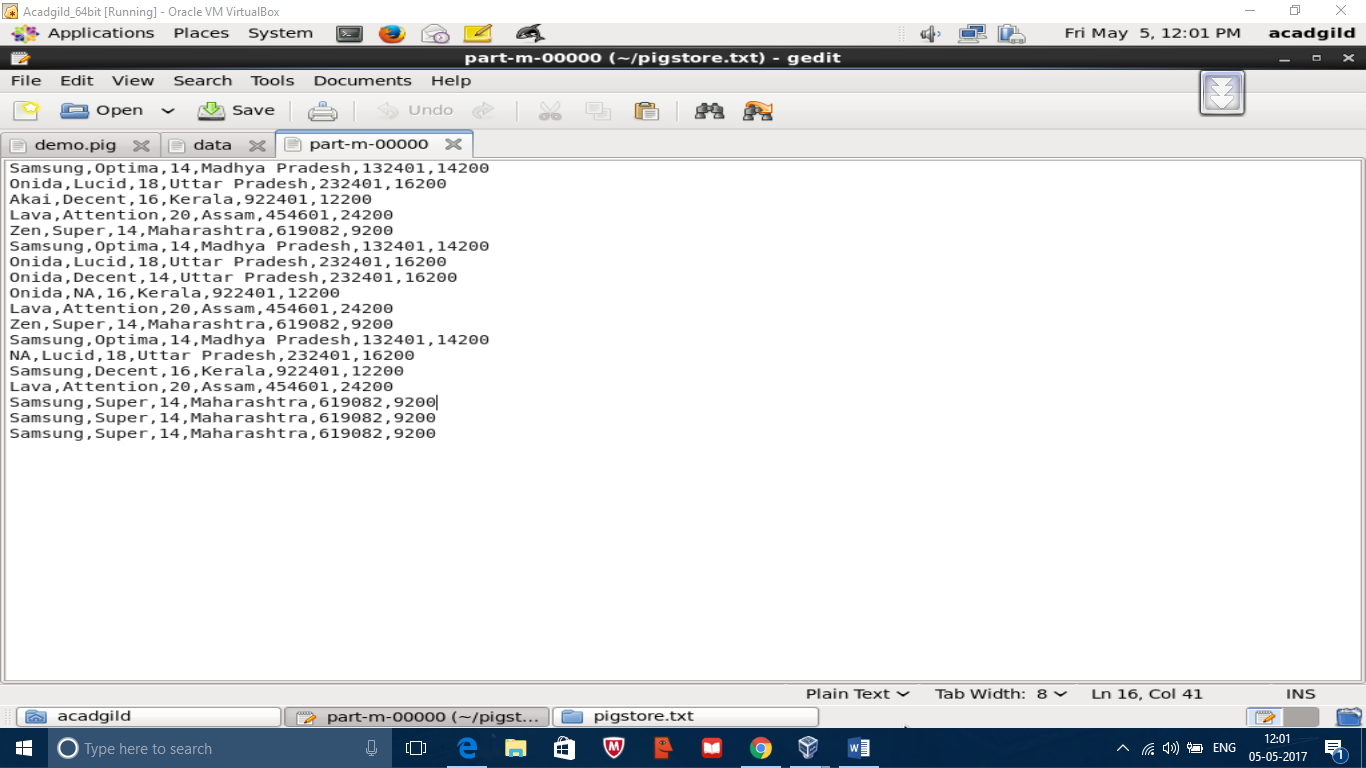 Acadgild_64bit [Running] - Oracle VM VirtualBox
Applications Places System Fri May 5, 12:01 PM acadgild
part-m-00000 (~/pigstore.txt) - gedit
File Edit View Search Tools Documents Help
Open Save Undo
demo.pig data part-m-00000
Samsung,Optima,14,Madhya Pradesh,132401,14200
Onida,Lucid,18,Uttar Pradesh,232401,16200
Akai,Decent,16,Kerala,922401,12200
Lava,Attention,20,Assam,454601,24200
Zen,Super,14,Maharashtra,619082,9200
Samsung,Optima,14,Madhya Pradesh,132401,14200
Onida,Lucid,18,Uttar Pradesh,232401,16200
Onida,Decent,14,Uttar Pradesh,232401,16200
Onida,NA,16,Kerala,922401,12200
Lava,Attention,20,Assam,454601,24200
Zen,Super,14,Maharashtra,619082,9200
Samsung,Optima,14,Madhya Pradesh,132401,14200
NA,Lucid,18,Uttar Pradesh,232401,16200
Samsung,Decent,16,Kerala,922401,12200
Lava,Attention,20,Assam,454601,24200
Samsung,Super,14,Maharashtra,619082,9200
Samsung,Super,14,Maharashtra,619082,9200
Samsung,Super,14,Maharashtra,619082,9200
Plain Text Tab Width: 8 Ln 16, Col 41 INS
acadgild part-m-00000 (~/pigst... pigstore.txt
Type here to search ENG 12:01
05-05-2017 1